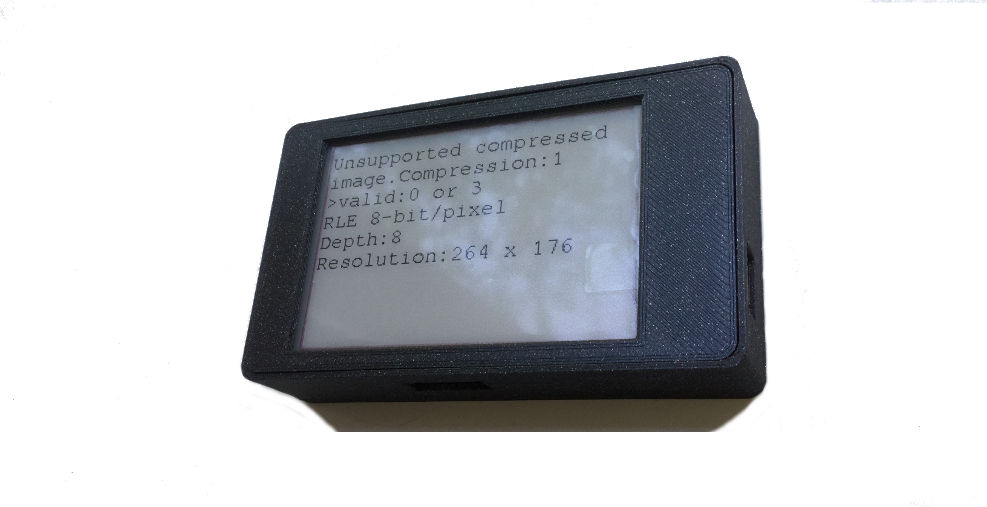 Unsupported compressed
image.Compression:1
>valid:0 or 3
RLE 8-bit/pixel
Depth:8
Resolution:264 x 176